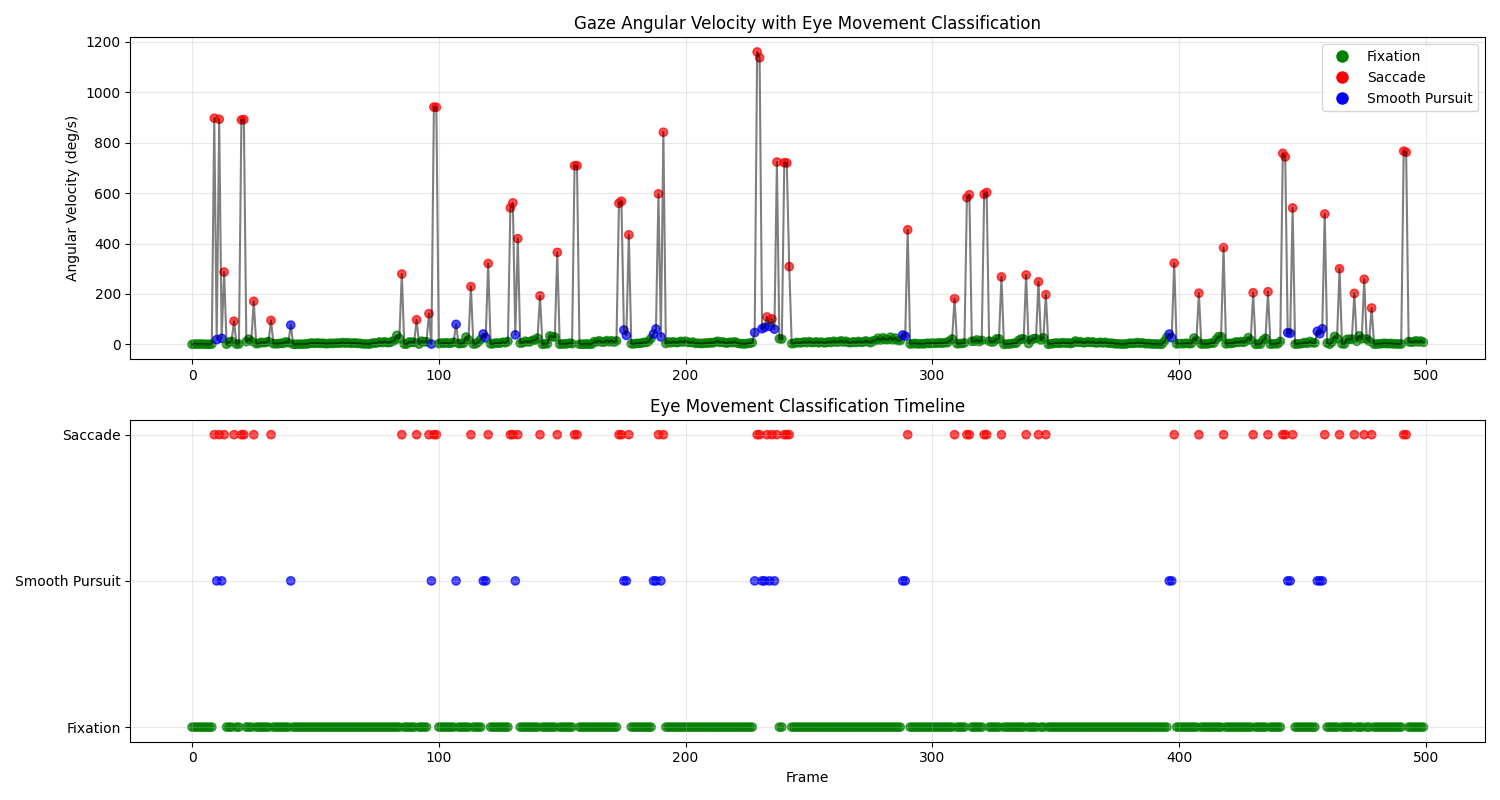 Gaze Angular Velocity with Eye Movement Classification
Angular Velocity (deg/s)
1200
1000
800
600
400
200
0
Fixation
Saccade
Smooth Pursuit
0 100 200 300 400 500
Eye Movement Classification Timeline
Saccade
Smooth Pursuit
Fixation
0 100 200 300 400 500
Frame